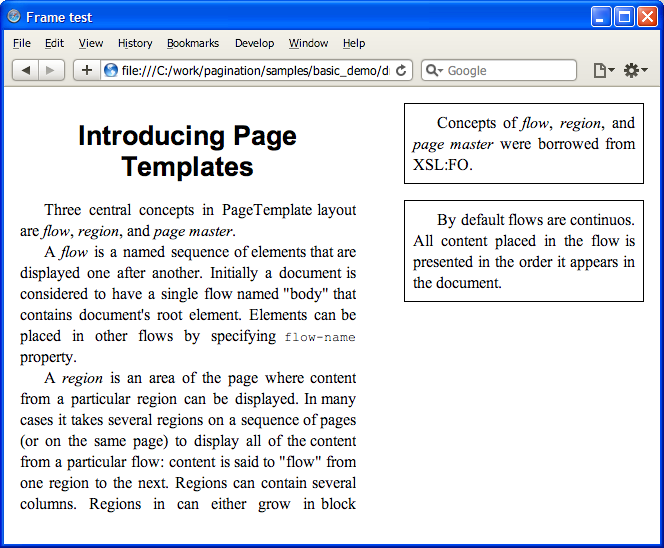 Frame test
File Edit View History Bookmarks Develop Window Help
file:///C:/work/pagination/samples/basic_demo/di
Google
Introducing Page
Templates
Three central concepts in PageTemplate layout
are flow, region, and page master.
A flow is a named sequence of elements that are
displayed one after another. Initially a document is
considered to have a single flow named "body" that
contains document's root element. Elements can be
placed in other flows by specifying flow-name
property.
A region is an area of the page where content
from a particular region can be displayed. In many
cases it takes several regions on a sequence of pages
(or on the same page) to display all of the content
from a particular flow: content is said to "flow" from
one region to the next. Regions can contain several
columns. Regions in can either grow in block
Concepts of flow, region, and
page master were borrowed from
XSL:FO.
By default flows are continuos.
All content placed in the flow is
presented in the order it appears in
the document.